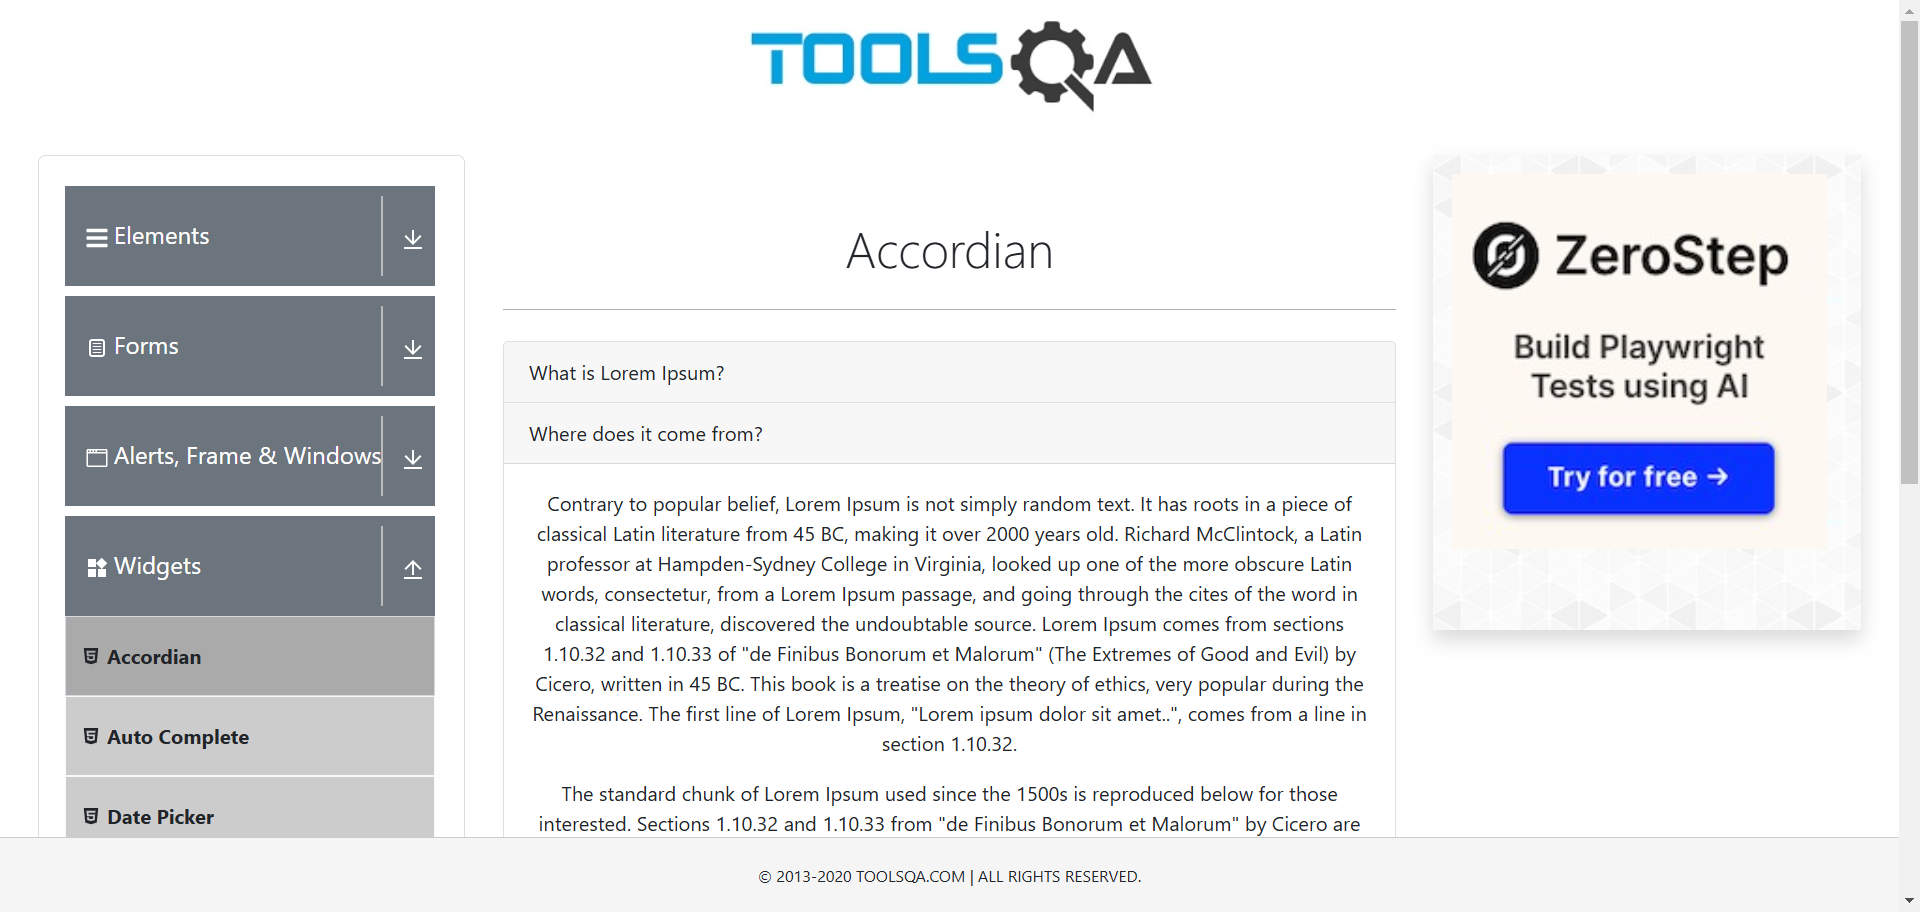 TOOLSQA
Elements
Forms
Alerts, Frame & Windows
Widgets
Accordian
Auto Complete
Date Picker
Accordian
What is Lorem Ipsum?
Where does it come from?
Contrary to popular belief, Lorem Ipsum is not simply random text. It has roots in a piece of
classical Latin literature from 45 BC, making it over 2000 years old. Richard McClintock, a Latin
professor at Hampden-Sydney College in Virginia, looked up one of the more obscure Latin
words, consectetur, from a Lorem Ipsum passage, and going through the cites of the word in
classical literature, discovered the undoubtable source. Lorem Ipsum comes from sections
1.10.32 and 1.10.33 of "de Finibus Bonorum et Malorum" (The Extremes of Good and Evil) by
Cicero, written in 45 BC. This book is a treatise on the theory of ethics, very popular during the
Renaissance. The first line of Lorem Ipsum, "Lorem ipsum dolor sit amet..", comes from a line in
section 1.10.32.
The standard chunk of Lorem Ipsum used since the 1500s is reproduced below for those
interested. Sections 1.10.32 and 1.10.33 from "de Finibus Bonorum et Malorum" by Cicero are
ZeroStep
Build Playwright
Tests using AI
Try for free →
© 2013-2020 TOOLSQA.COM | ALL RIGHTS RESERVED.